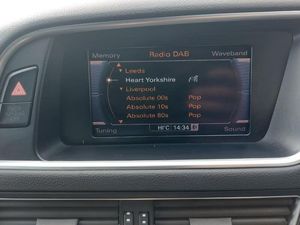 Memory Radio DAB Waveband
Leeds
Heart Yorkshire
Liverpool
Absolute 00s Pop
Absolute 10s Pop
Absolute 80s Pop
14:34
Tuning Sound